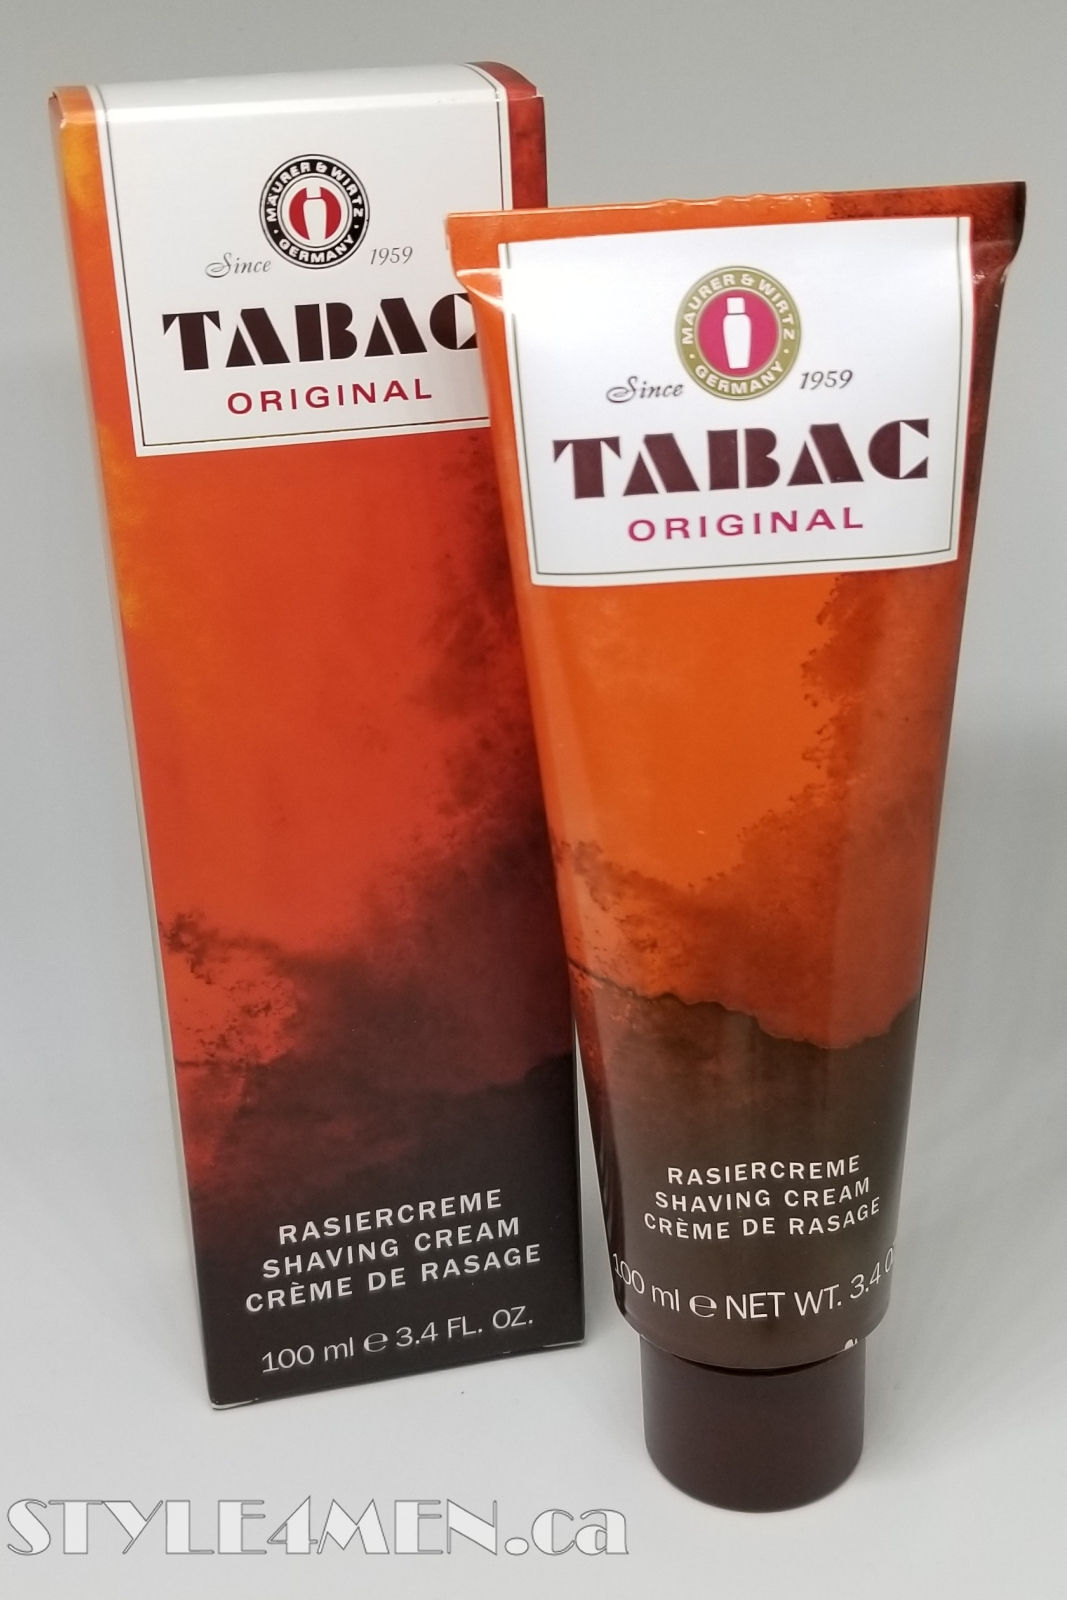 MÄURER & WIRTZ
· GERMANY ·
Since 1959
TABAC
ORIGINAL
RASIERCREME
SHAVING CREAM
CRÈME DE RASAGE
100 ml ℮ 3.4 FL. OZ.
MÄURER & WIRTZ
· GERMANY ·
Since 1959
TABAC
ORIGINAL
RASIERCREME
SHAVING CREAM
CRÈME DE RASAGE
100 ml ℮ NET WT. 3.4
STYLE4MEN.ca